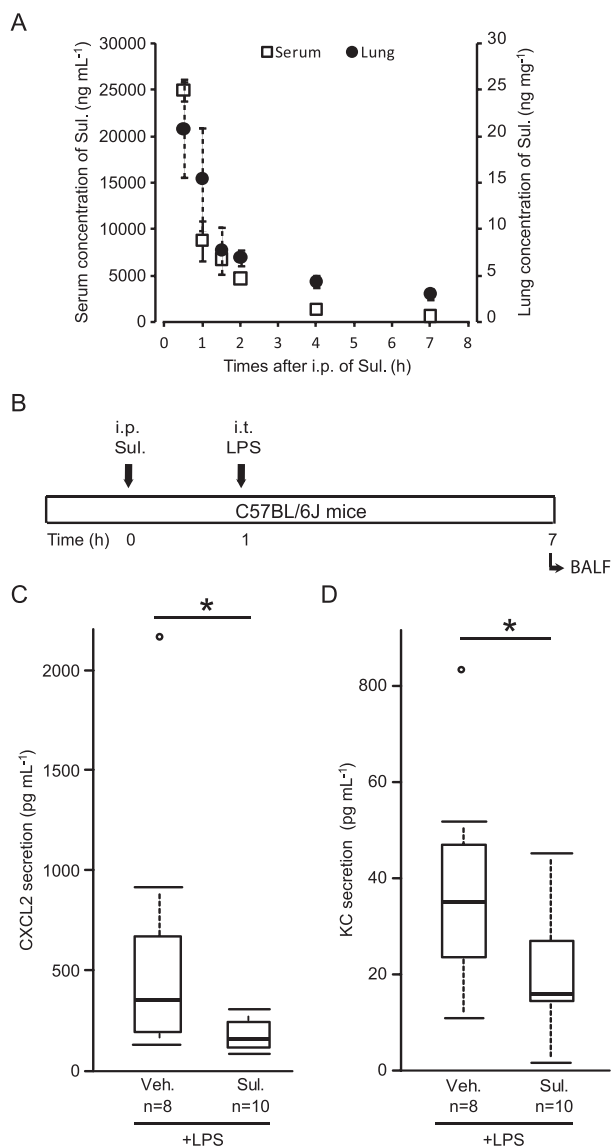 A
Serum concentration of Sul. (ng mL⁻¹)
30000
25000
20000
15000
10000
5000
0
Serum
Lung
30
25
20
15
10
5
0
Lung concentration of Sul. (ng mg⁻¹)
0 1 2 3 4 5 6 7 8
Times after i.p. of Sul. (h)
B
i.p.
Sul.
i.t.
LPS
C57BL/6J mice
Time (h) 0 1 7
BALF
C
*
CXCL2 secretion (pg mL⁻¹)
2000
1500
1000
500
0
Veh. Sul.
n=8 n=10
+LPS
D
*
KC secretion (pg mL⁻¹)
800
60
40
20
0
Veh. Sul.
n=8 n=10
+LPS